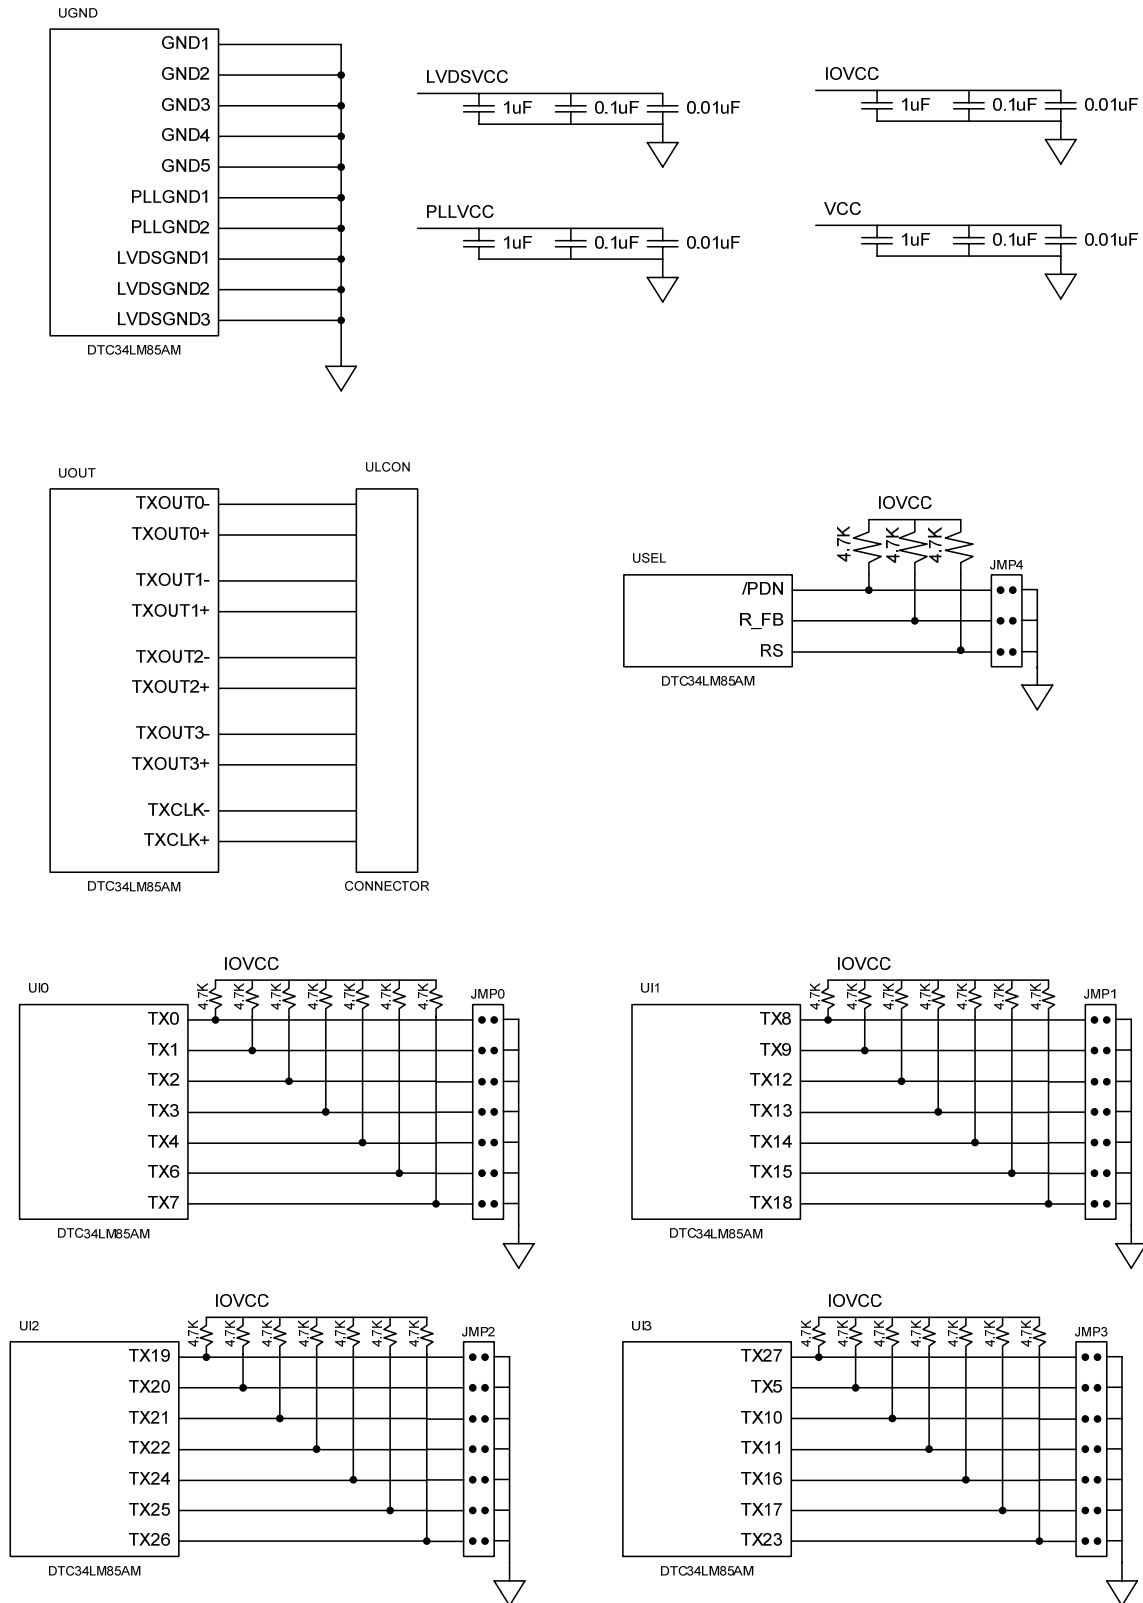 UGND
GND1
GND2
GND3
GND4
GND5
PLLGND1
PLLGND2
LVDSGND1
LVDSGND2
LVDSGND3
DTC34LM85AM
LVDSVCC
1uF 0.1uF 0.01uF
IOVCC
1uF 0.1uF 0.01uF
PLLVCC
1uF 0.1uF 0.01uF
VCC
1uF 0.1uF 0.01uF
UOUT
TXOUT0-
TXOUT0+
TXOUT1-
TXOUT1+
TXOUT2-
TXOUT2+
TXOUT3-
TXOUT3+
TXCLK-
TXCLK+
DTC34LM85AM
ULCON
CONNECTOR
IOVCC
4.7K 4.7K 4.7K
USEL
JMP4
/PDN
R_FB
RS
DTC34LM85AM
IOVCC
4.7K 4.7K 4.7K 4.7K 4.7K 4.7K 4.7K
UI0
JMP0
TX0
TX1
TX2
TX3
TX4
TX6
TX7
DTC34LM85AM
IOVCC
4.7K 4.7K 4.7K 4.7K 4.7K 4.7K 4.7K
UI1
JMP1
TX8
TX9
TX12
TX13
TX14
TX15
TX18
DTC34LM85AM
IOVCC
4.7K 4.7K 4.7K 4.7K 4.7K 4.7K 4.7K
UI2
JMP2
TX19
TX20
TX21
TX22
TX24
TX25
TX26
DTC34LM85AM
IOVCC
4.7K 4.7K 4.7K 4.7K 4.7K 4.7K 4.7K
UI3
JMP3
TX27
TX5
TX10
TX11
TX16
TX17
TX23
DTC34LM85AM